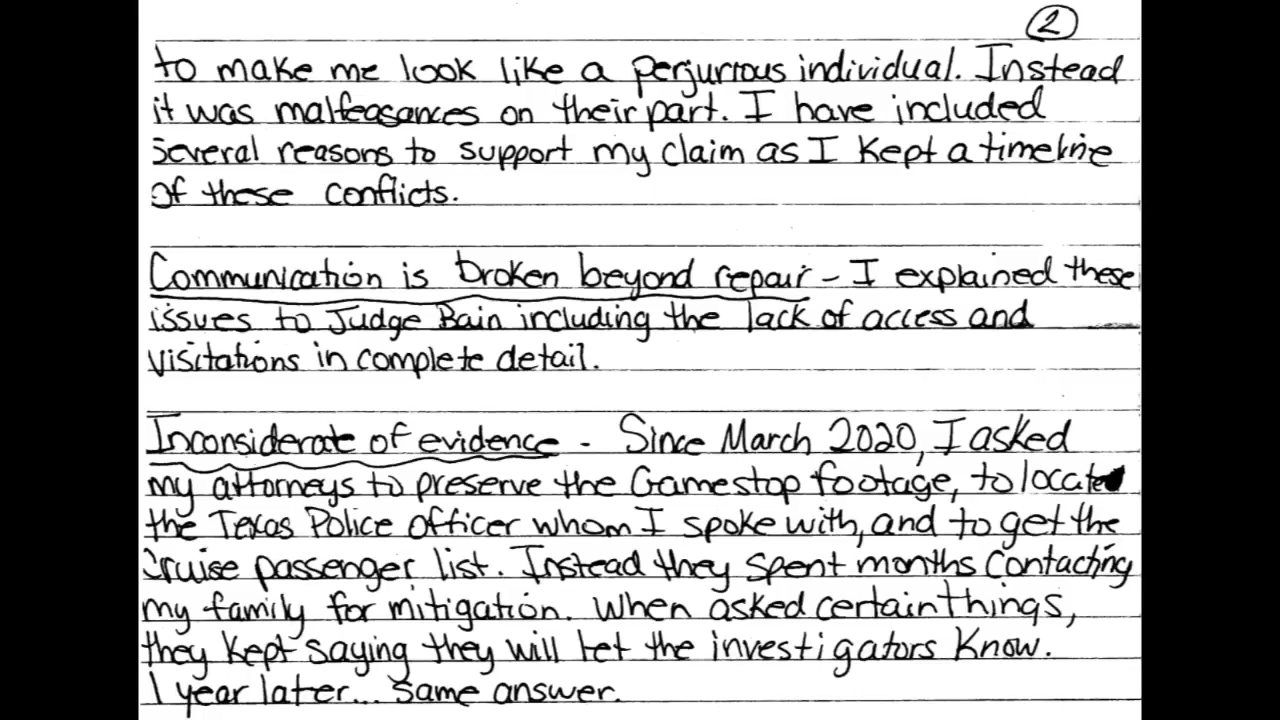 2
to make me look like a perjurrous individual. Instead
it was malfeasances on their part. I have included
several reasons to support my claim as I kept a timeline
of these conflicts.
Communication is broken beyond repair - I explained these
issues to Judge Bain including the lack of access and
visitations in complete detail.
Inconsiderate of evidence - Since March 2020, I asked
my attorneys to preserve the Gamestop footage, to locate
the Texas Police officer whom I spoke with, and to get the
cruise passenger list. Instead they spent months contacting
my family for mitigation. When asked certain things,
they kept saying they will let the investigators know.
1 year later... same answer.